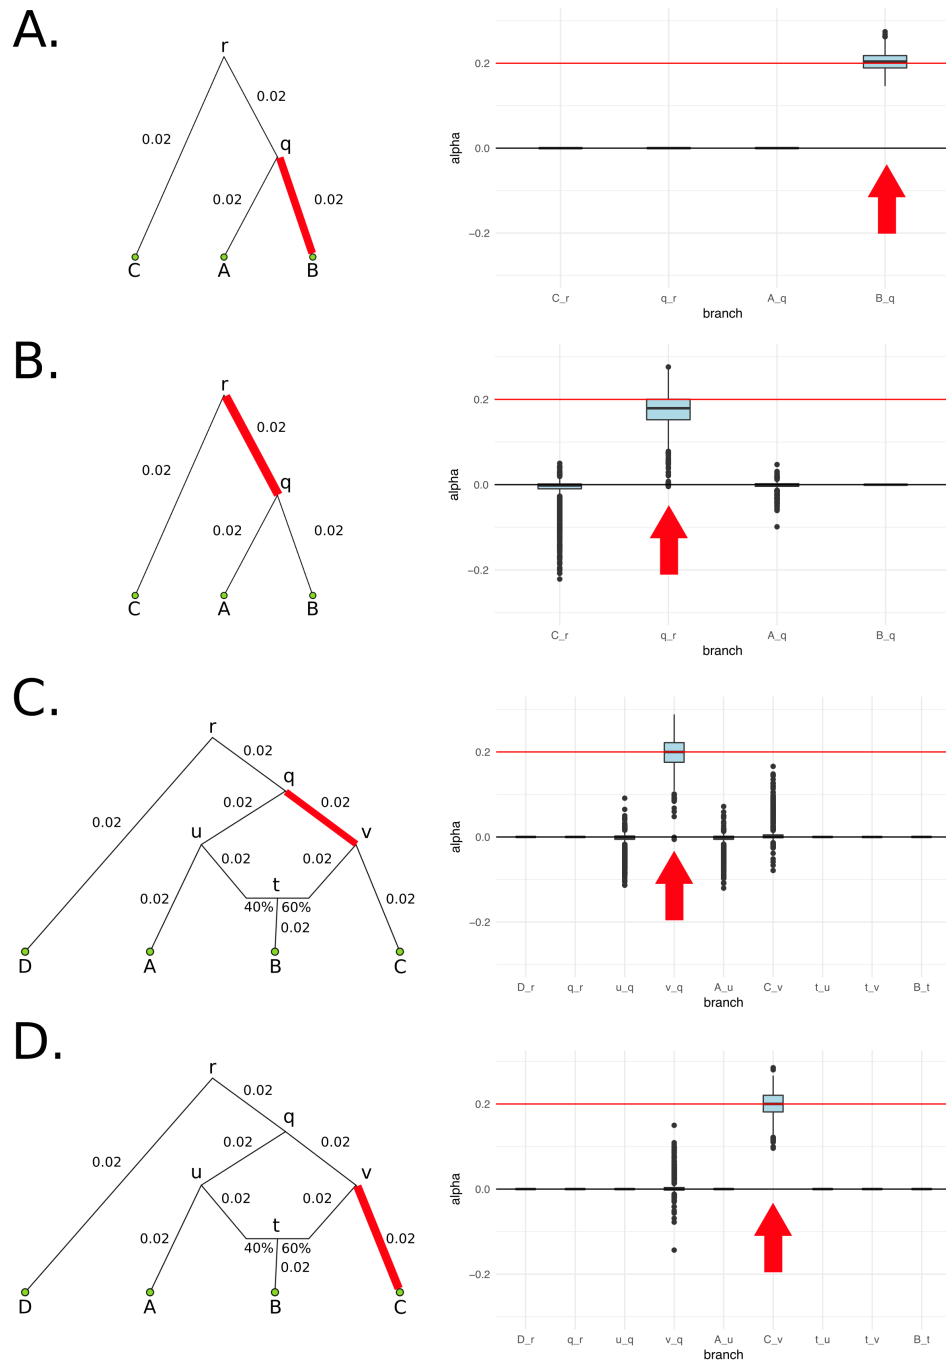 A.
r
0.02
0.02
q
0.02
0.02
C A B
alpha
0.2
0.0
−0.2
C_r q_r A_q B_q
branch
B.
r
0.02
0.02
q
0.02
0.02
C A B
alpha
0.2
0.0
−0.2
C_r q_r A_q B_q
branch
C.
r
0.02
q
0.02
0.02 0.02
u v
0.02 0.02
t
0.02
40% 60%
0.02
D A B C
alpha
0.2
0.0
−0.2
D_r q_r u_q v_q A_u C_v t_u t_v B_t
branch
D.
r
0.02
q
0.02 0.02
0.02
u v
0.02 0.02
t
0.02 0.02
40% 60%
0.02
D A B C
alpha
0.2
0.0
−0.2
D_r q_r u_q v_q A_u C_v t_u t_v B_t
branch